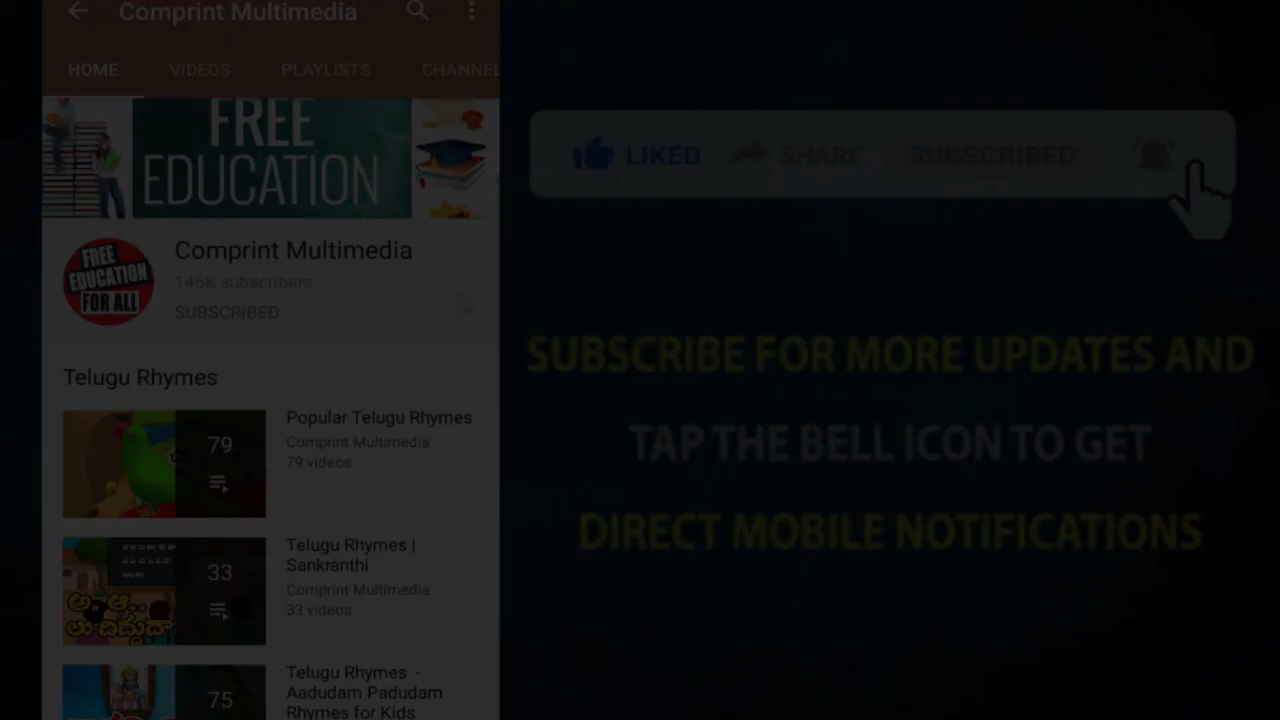 Comprint Multimedia
HOME VIDEOS PLAYLISTS CHANNEL
FREE
EDUCATION
FREE
EDUCATION
FOR ALL
Comprint Multimedia
146K subscribers
SUBSCRIBED
Telugu Rhymes
79
Popular Telugu Rhymes
Comprint Multimedia
79 videos
33
అ ఆ..
లు దిద్దుదా
Telugu Rhymes |
Sankranthi
Comprint Multimedia
33 videos
75
Telugu Rhymes -
Aadudam Padudam
Rhymes for Kids
LIKED SHARE SUBSCRIBED
SUBSCRIBE FOR MORE UPDATES AND
TAP THE BELL ICON TO GET
DIRECT MOBILE NOTIFICATIONS